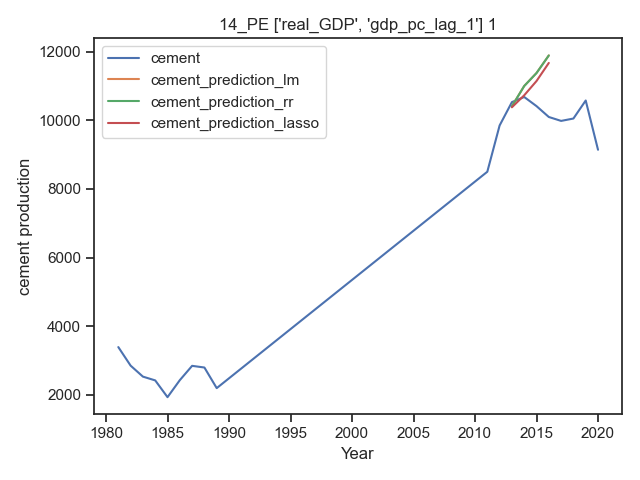 14_PE ['real_GDP', 'gdp_pc_lag_1'] 1
cement
cement_prediction_lm
cement_prediction_rr
cement_prediction_lasso
cement production
12000
10000
8000
6000
4000
2000
1980 1985 1990 1995 2000 2005 2010 2015 2020
Year